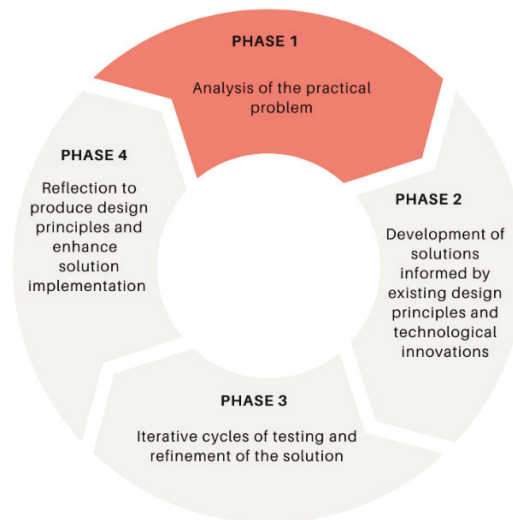 PHASE 1
Analysis of the practical
problem
PHASE 2
Development of
solutions
informed by
existing design
principles and
technological
innovations
PHASE 3
Iterative cycles of testing and
refinement of the solution
PHASE 4
Reflection to
produce design
principles and
enhance
solution
implementation